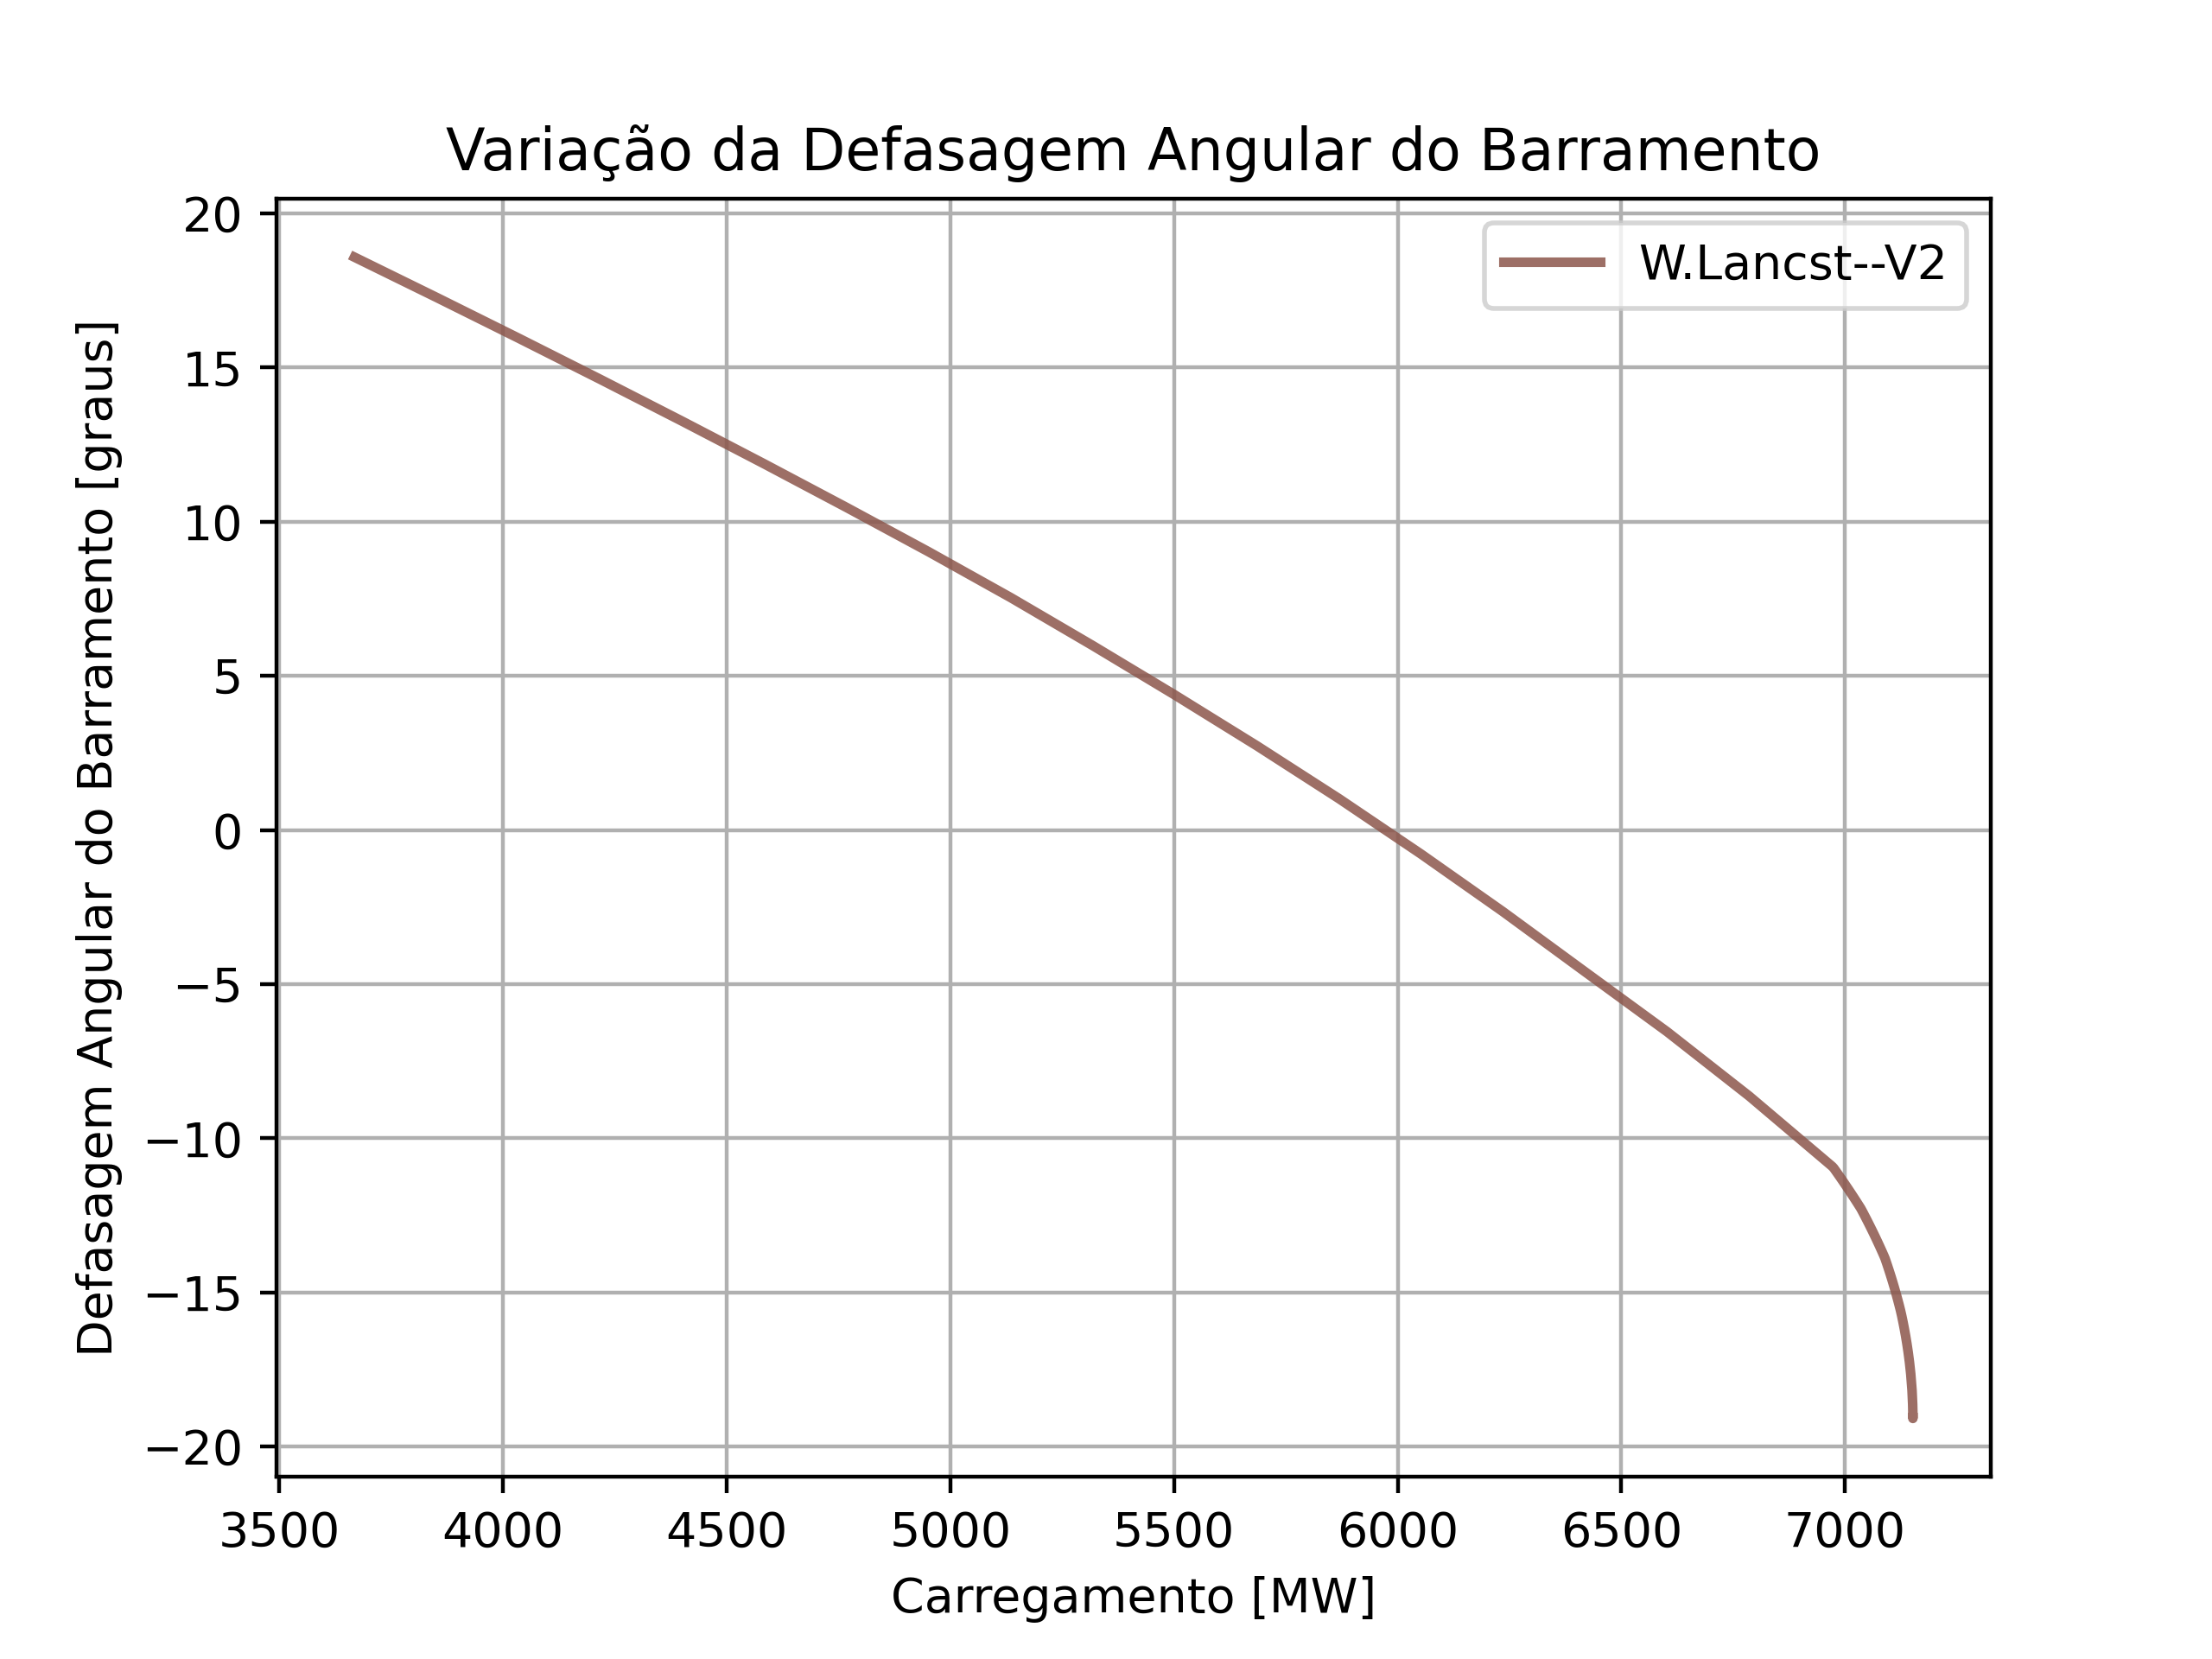 Variação da Defasagem Angular do Barramento
W.Lancst--V2
Defasagem Angular do Barramento [graus]
20
15
10
5
0
−5
−10
−15
−20
3500 4000 4500 5000 5500 6000 6500 7000
Carregamento [MW]